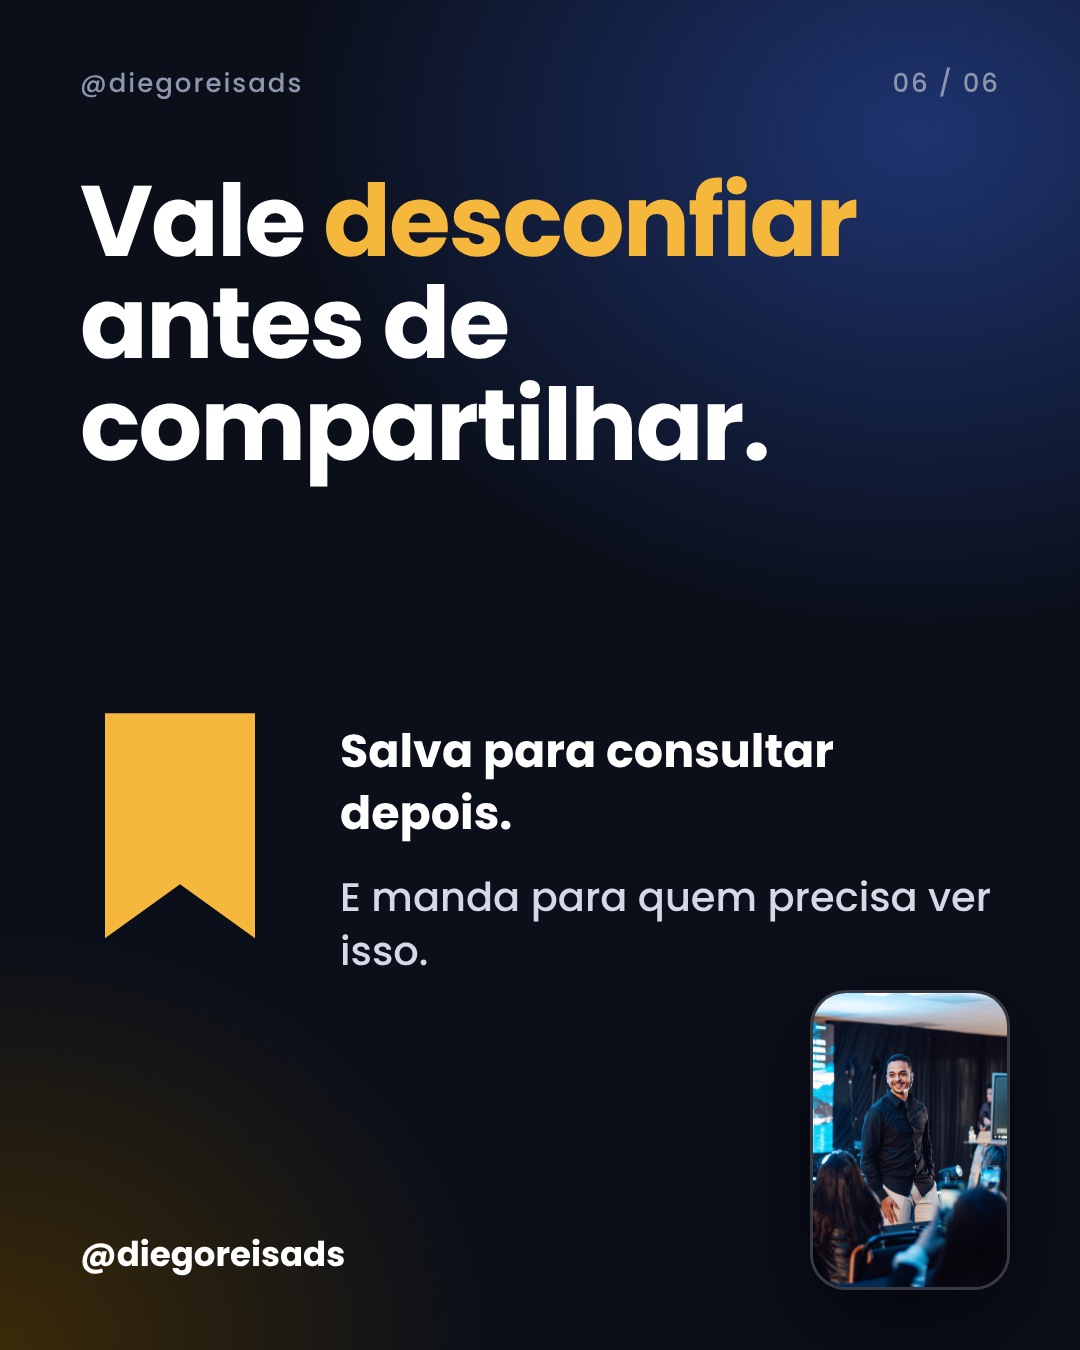 @diegoreisads
06 / 06
Vale desconfiar
antes de
compartilhar.
Salva para consultar
depois.
E manda para quem precisa ver
isso.
@diegoreisads